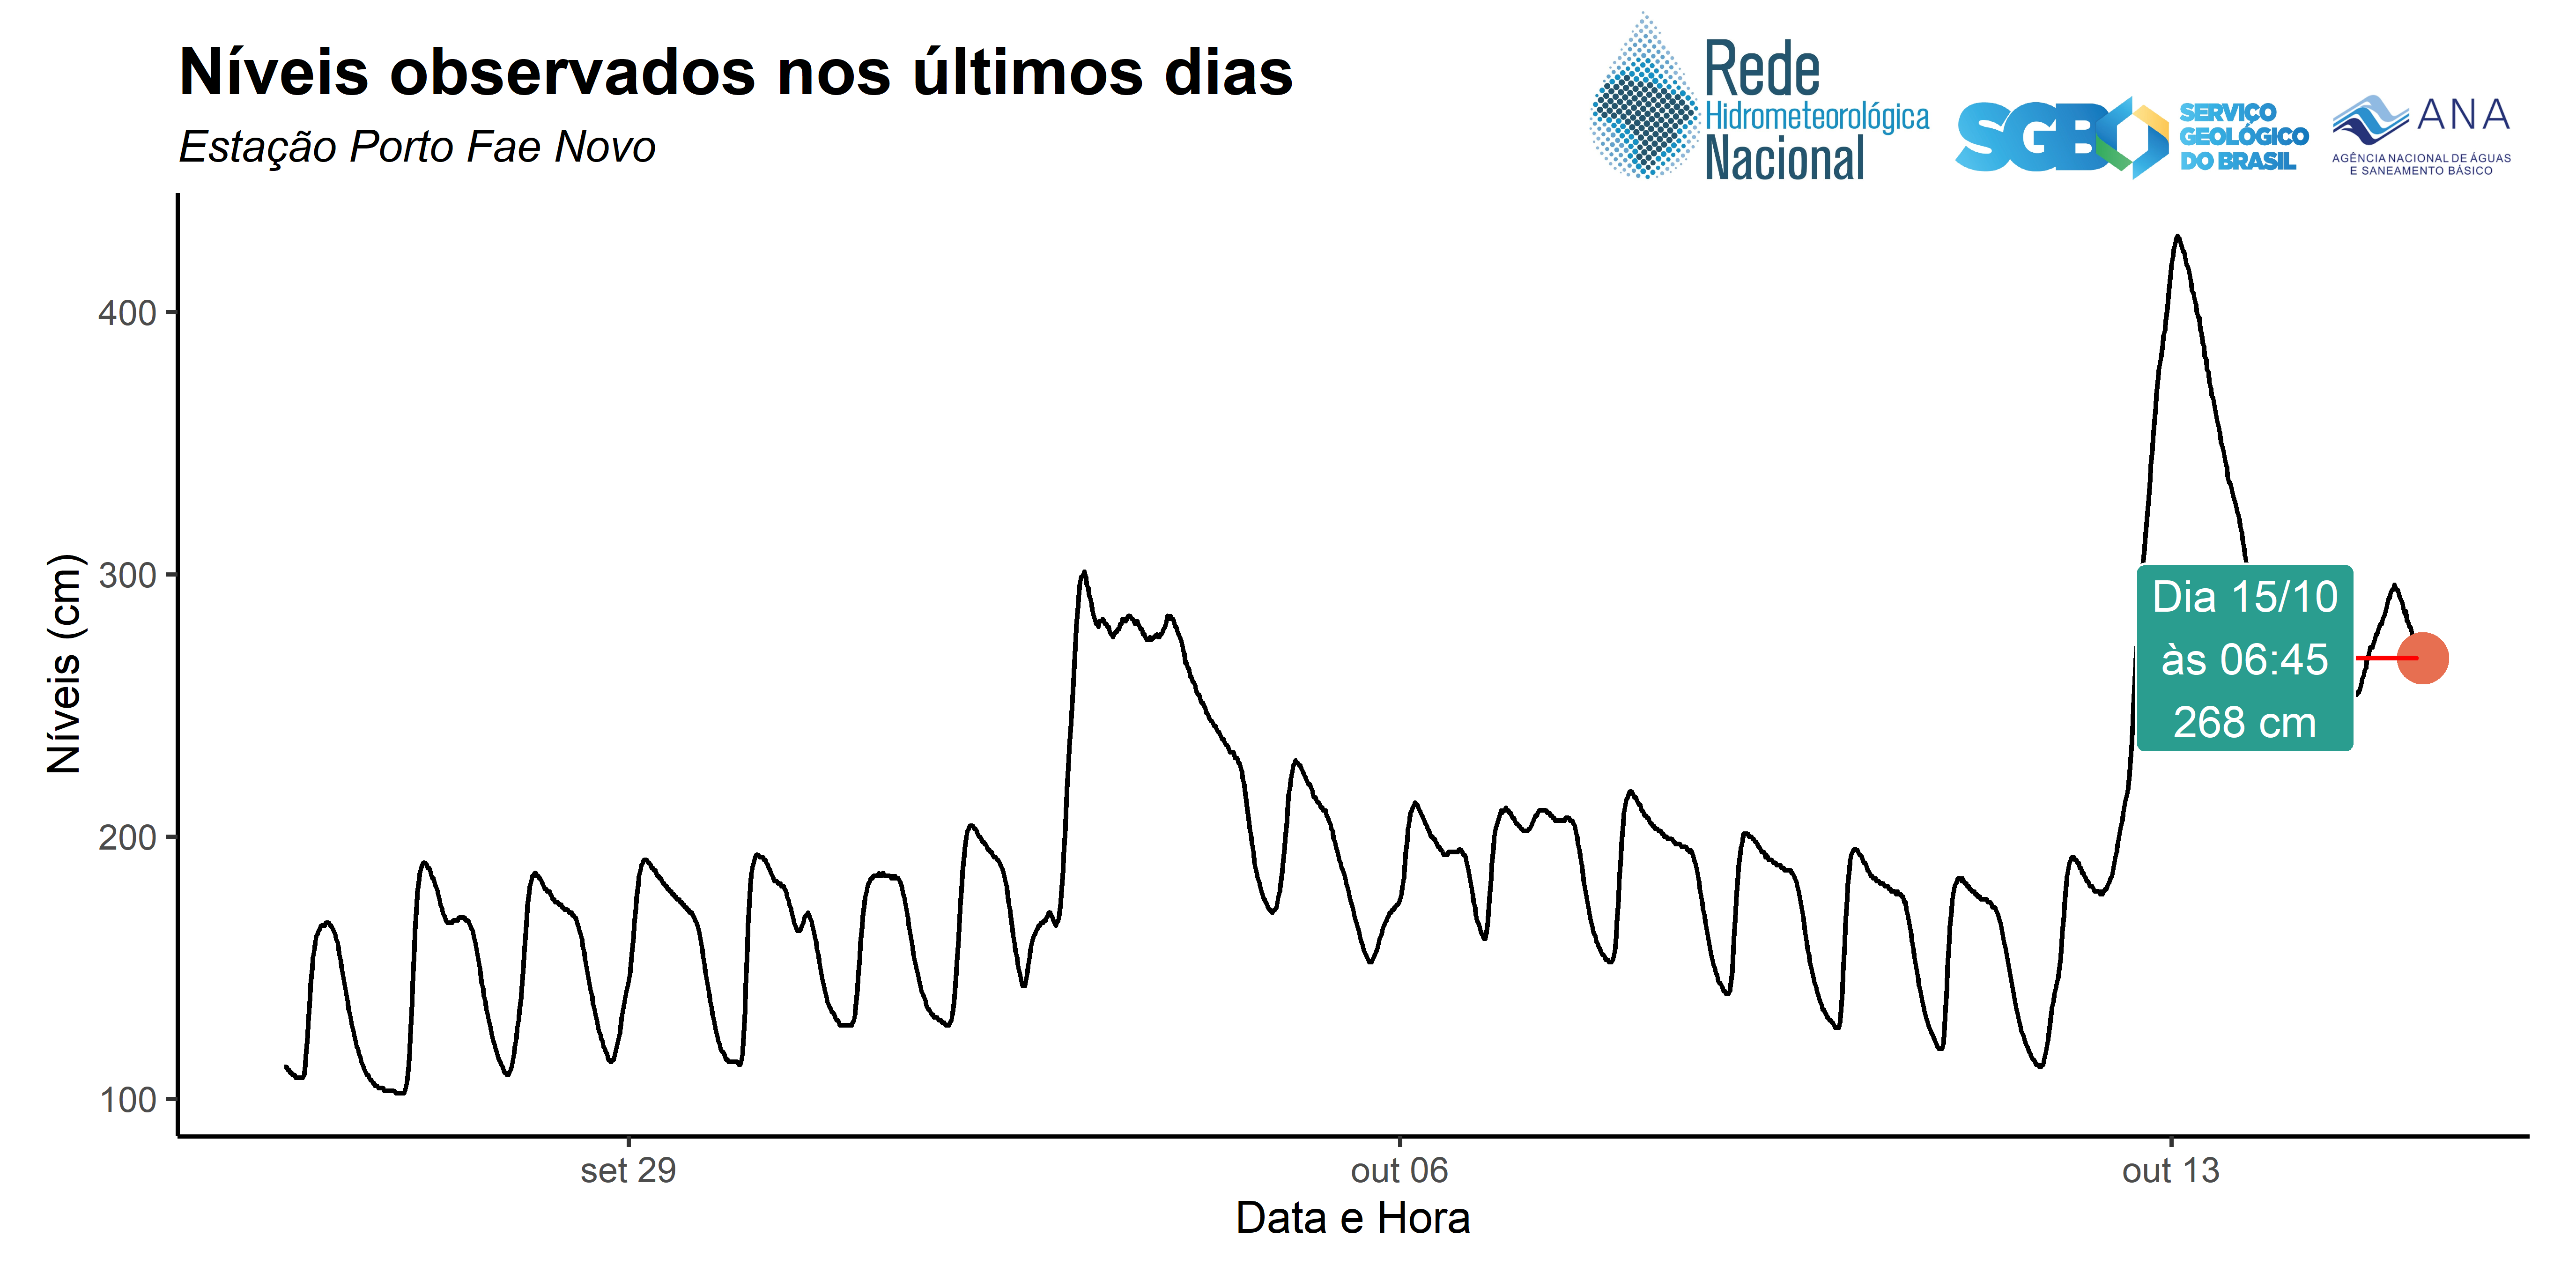 Níveis observados nos últimos dias
Estação Porto Fae Novo
Rede
Hidrometeorológica
Nacional
SGB
SERVIÇO
GEOLÓGICO
DO BRASIL
ANA
AGÊNCIA NACIONAL DE ÁGUAS
E SANEAMENTO BÁSICO
Níveis (cm)
400
300
200
100
Dia 15/10
às 06:45
268 cm
set 29
out 06
out 13
Data e Hora